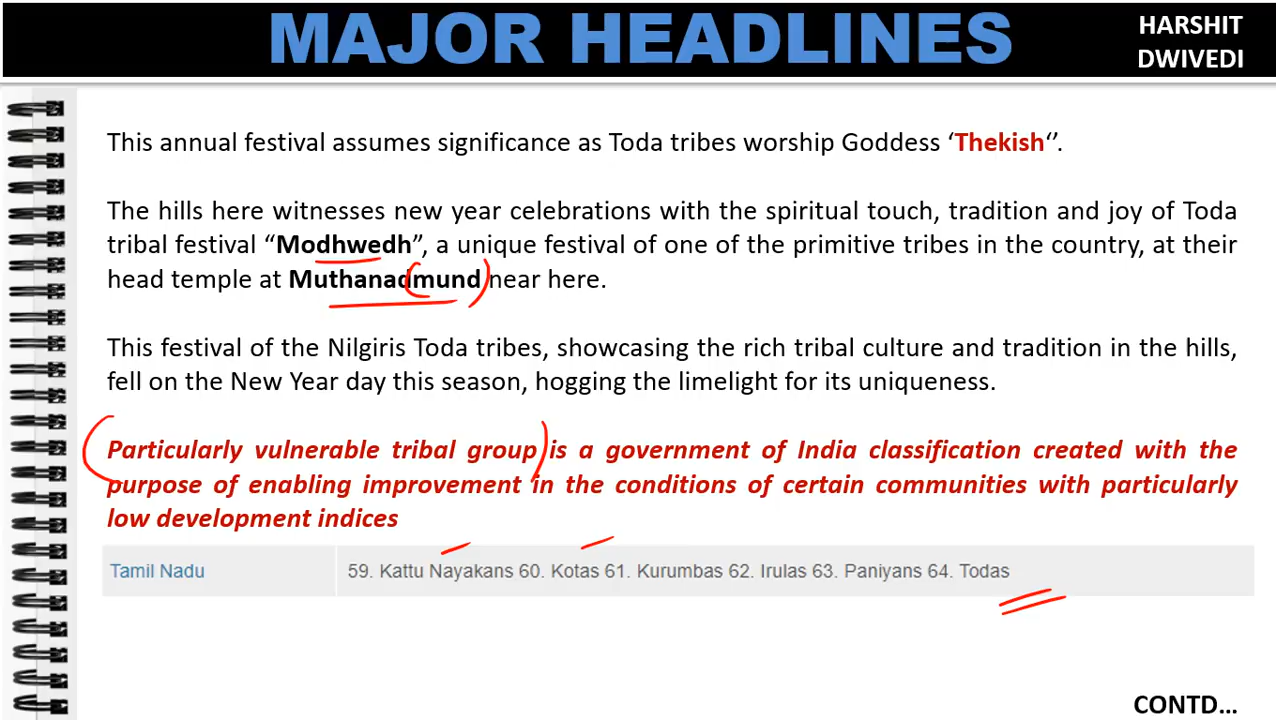 MAJOR HEADLINES
HARSHIT
DWIVEDI
This annual festival assumes significance as Toda tribes worship Goddess ‘Thekish‘’.
The hills here witnesses new year celebrations with the spiritual touch, tradition and joy of Toda
tribal festival “Modhwedh”, a unique festival of one of the primitive tribes in the country, at their
head temple at Muthanadmund near here.
This festival of the Nilgiris Toda tribes, showcasing the rich tribal culture and tradition in the hills,
fell on the New Year day this season, hogging the limelight for its uniqueness.
Particularly vulnerable tribal group is a government of India classification created with the
purpose of enabling improvement in the conditions of certain communities with particularly
low development indices
Tamil Nadu 59. Kattu Nayakans 60. Kotas 61. Kurumbas 62. Irulas 63. Paniyans 64. Todas
CONTD…